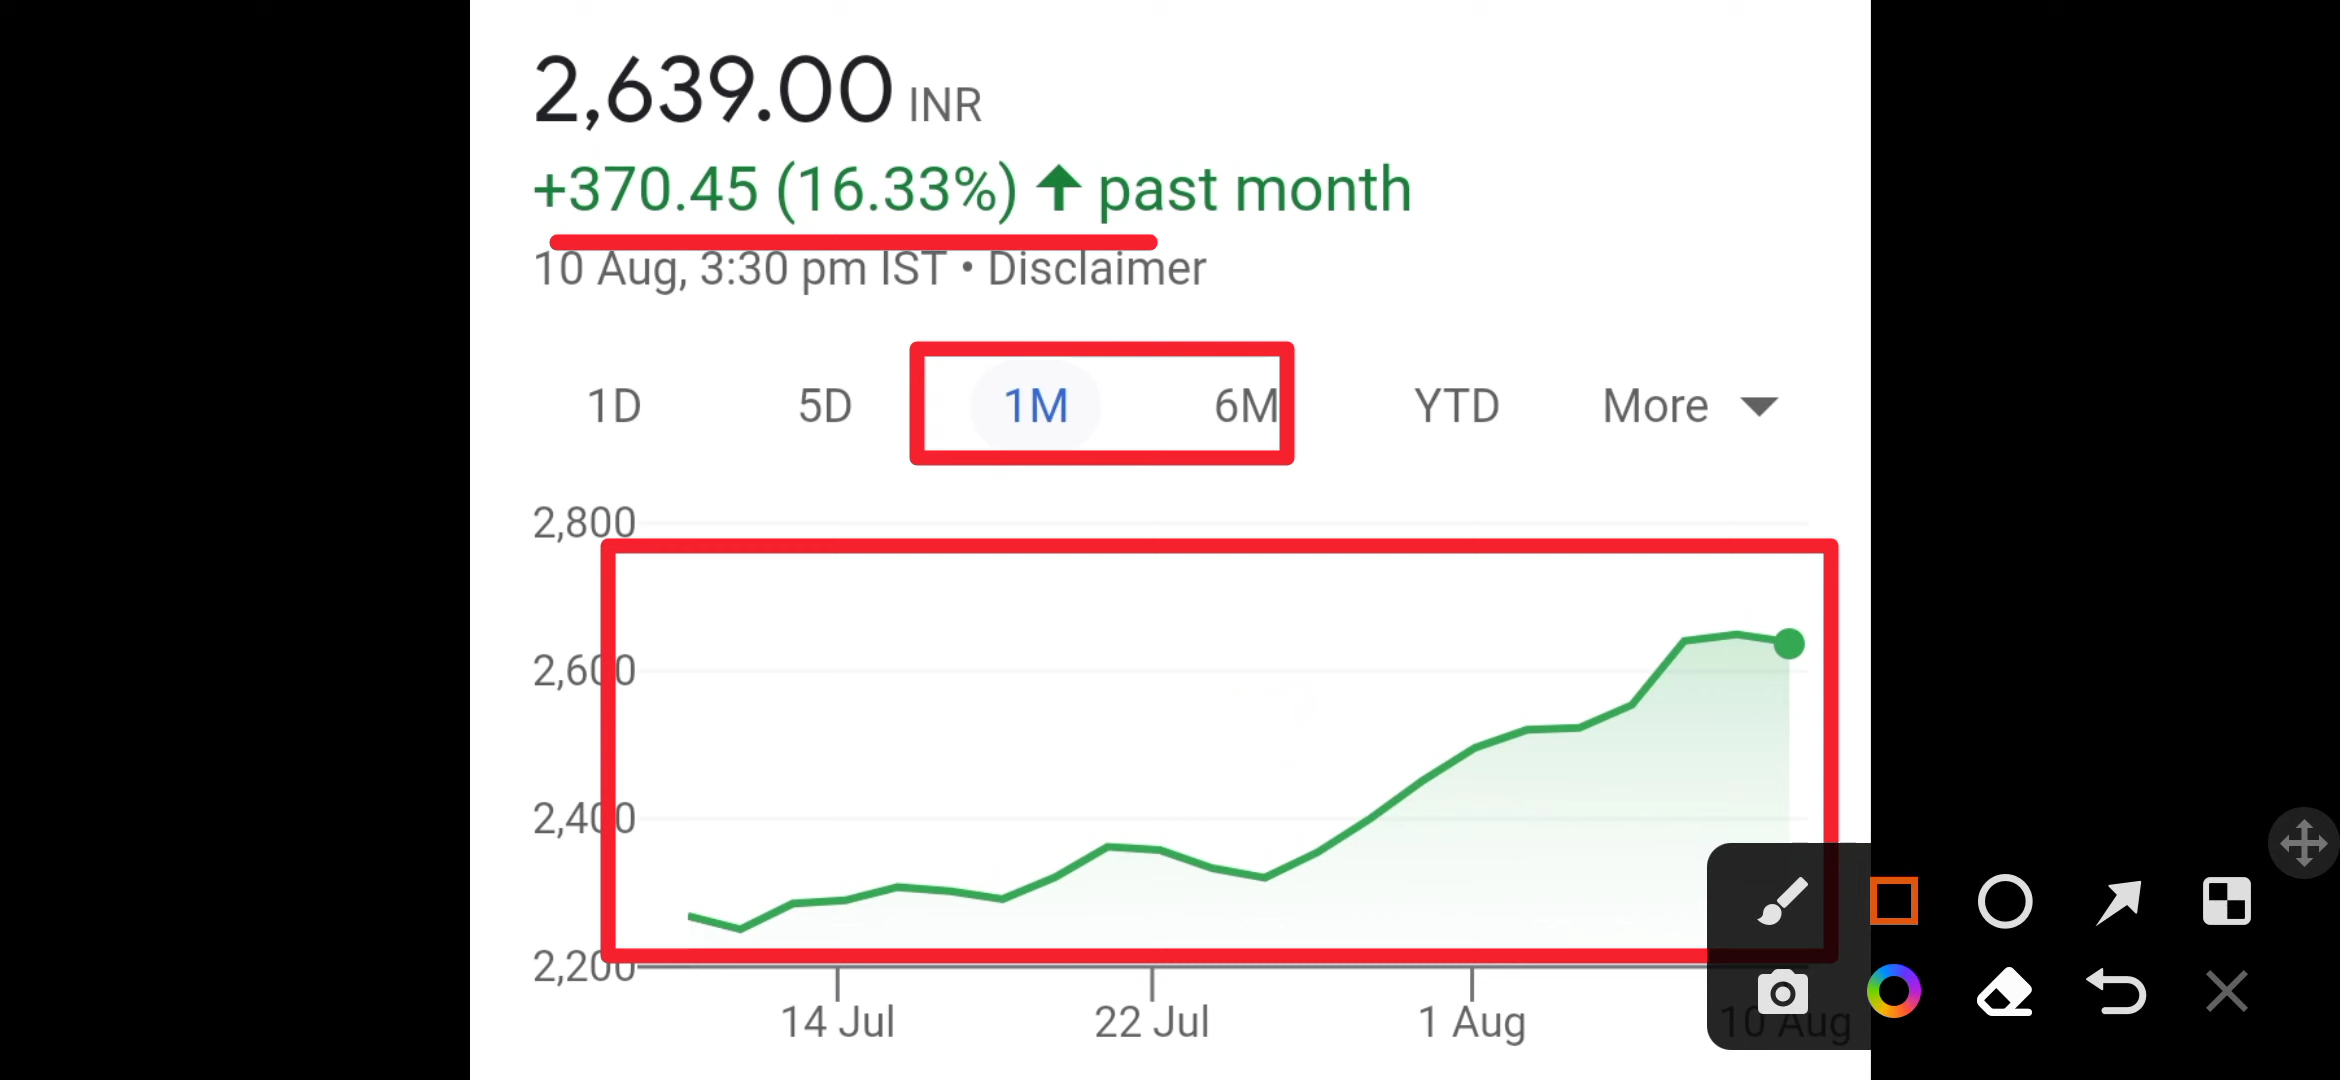 2,639.00 INR
+370.45 (16.33%) ↑ past month
10 Aug, 3:30 pm IST • Disclaimer
1D 5D 1M 6M YTD More
2,800
2,600
2,400
2,200
14 Jul 22 Jul 1 Aug 10 Aug